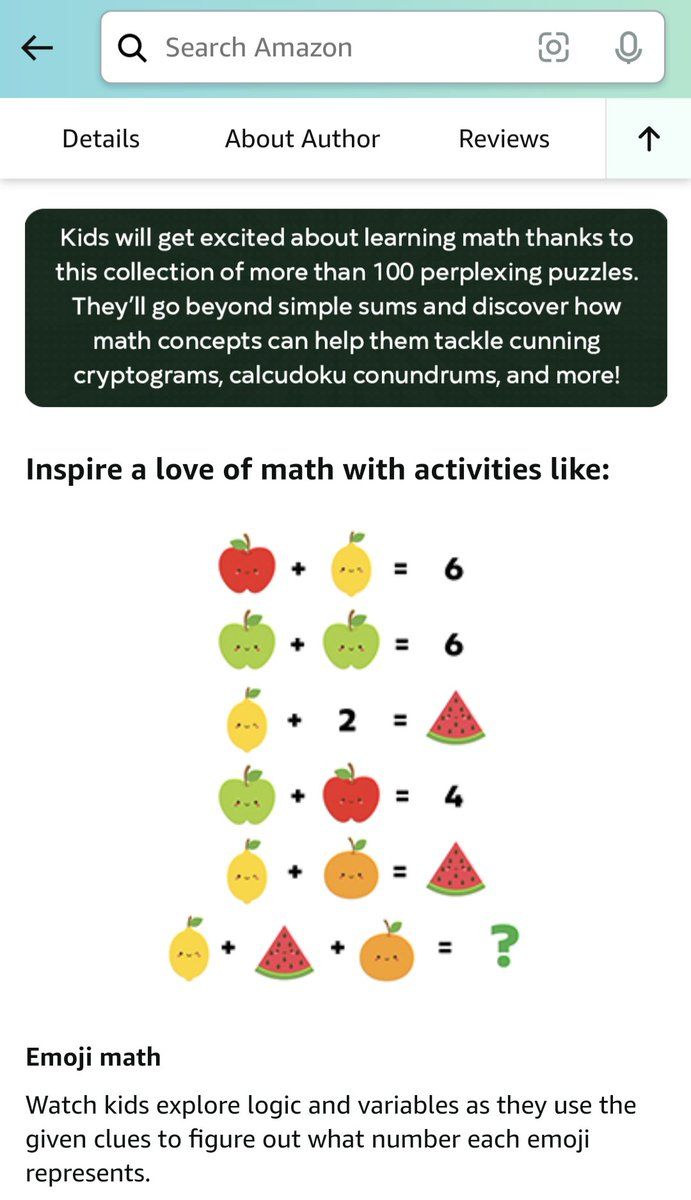 Search Amazon
Details About Author Reviews
Kids will get excited about learning math thanks to
this collection of more than 100 perplexing puzzles.
They'll go beyond simple sums and discover how
math concepts can help them tackle cunning
cryptograms, calcudoku conundrums, and more!
Inspire a love of math with activities like:
+ = 6
+ = 6
+ 2 =
+ = 4
+ =
+ + = ?
Emoji math
Watch kids explore logic and variables as they use the
given clues to figure out what number each emoji
represents.